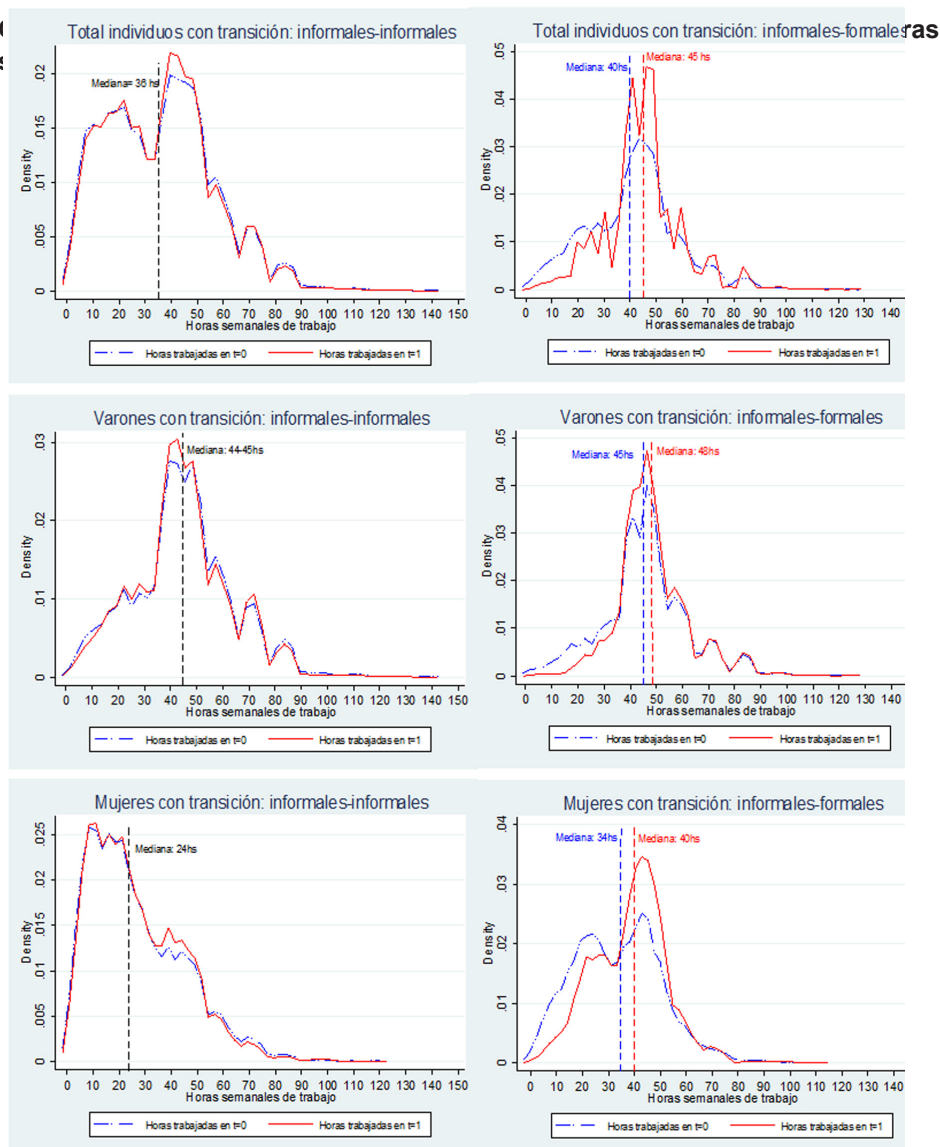 Total individuos con transición: informales-informales
Mediana= 36 hs
Density
0 .005 .01 .015 .02
0 10 20 30 40 50 60 70 80 90 100 110 120 130 140 150
Horas semanales de trabajo
Horas trabajadas en t=0 Horas trabajadas en t=1
Total individuos con transición: informales-formales
ras
Mediana: 40hs
Mediana: 45 hs
Density
0 .01 .02 .03 .04 .05
0 10 20 30 40 50 60 70 80 90 100 110 120 130 140
Horas semanales de trabajo
Horas trabajadas en t=0 Horas trabajadas en t=1
Varones con transición: informales-informales
Mediana: 44-45hs
Density
0 .01 .02 .03
0 10 20 30 40 50 60 70 80 90 100 110 120 130 140 150
Horas semanales de trabajo
Horas trabajadas en t=0 Horas trabajadas en t=1
Varones con transición: informales-formales
Mediana: 45hs
Mediana: 48hs
Density
0 .01 .02 .03 .04 .05
0 10 20 30 40 50 60 70 80 90 100 110 120 130 140
Horas semanales de trabajo
Horas trabajadas en t=0 Horas trabajadas en t=1
Mujeres con transición: informales-informales
Mediana: 24hs
Density
0 .005 .01 .015 .02 .025
0 10 20 30 40 50 60 70 80 90 100 110 120 130 140 150
Horas semanales de trabajo
Horas trabajadas en t=0 Horas trabajadas en t=1
Mujeres con transición: informales-formales
Mediana: 34hs
Mediana: 40hs
Density
0 .01 .02 .03 .04
0 10 20 30 40 50 60 70 80 90 100 110 120 130 140
Horas semanales de trabajo
Horas trabajadas en t=0 Horas trabajadas en t=1